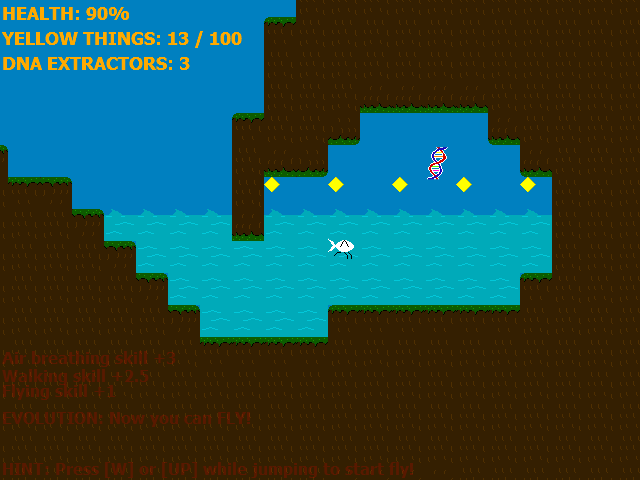 HEALTH: 90%
YELLOW THINGS: 13 / 100
DNA EXTRACTORS: 3
Air-breathing skill +3
Walking skill +2.5
Flying skill +2
EVOLUTION: Now you can FLY!
HINT: Press [W] or [UP] while jumping to start fly!